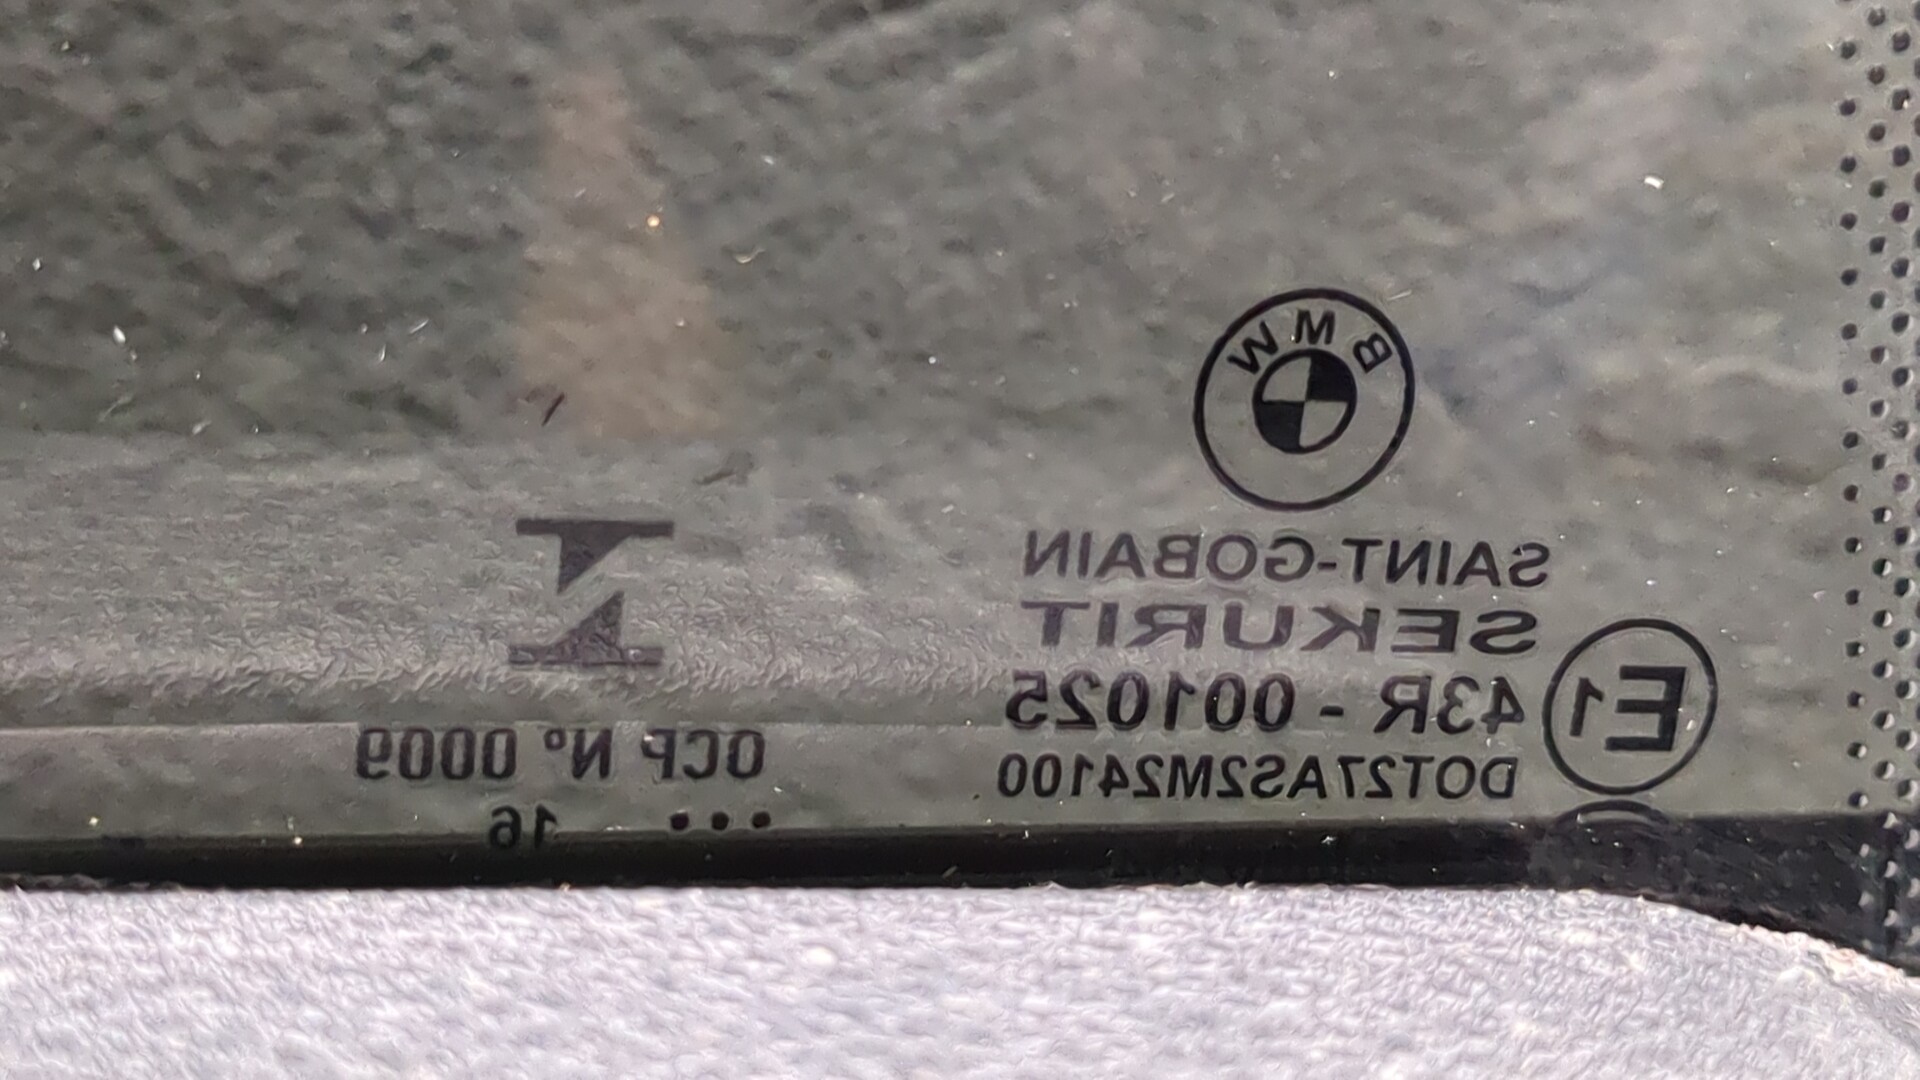 BMW
SAINT-GOBAIN
SEKURIT
E1
43R - 001025
DOT27AS2M24100
OCP N° 0009
••• 16